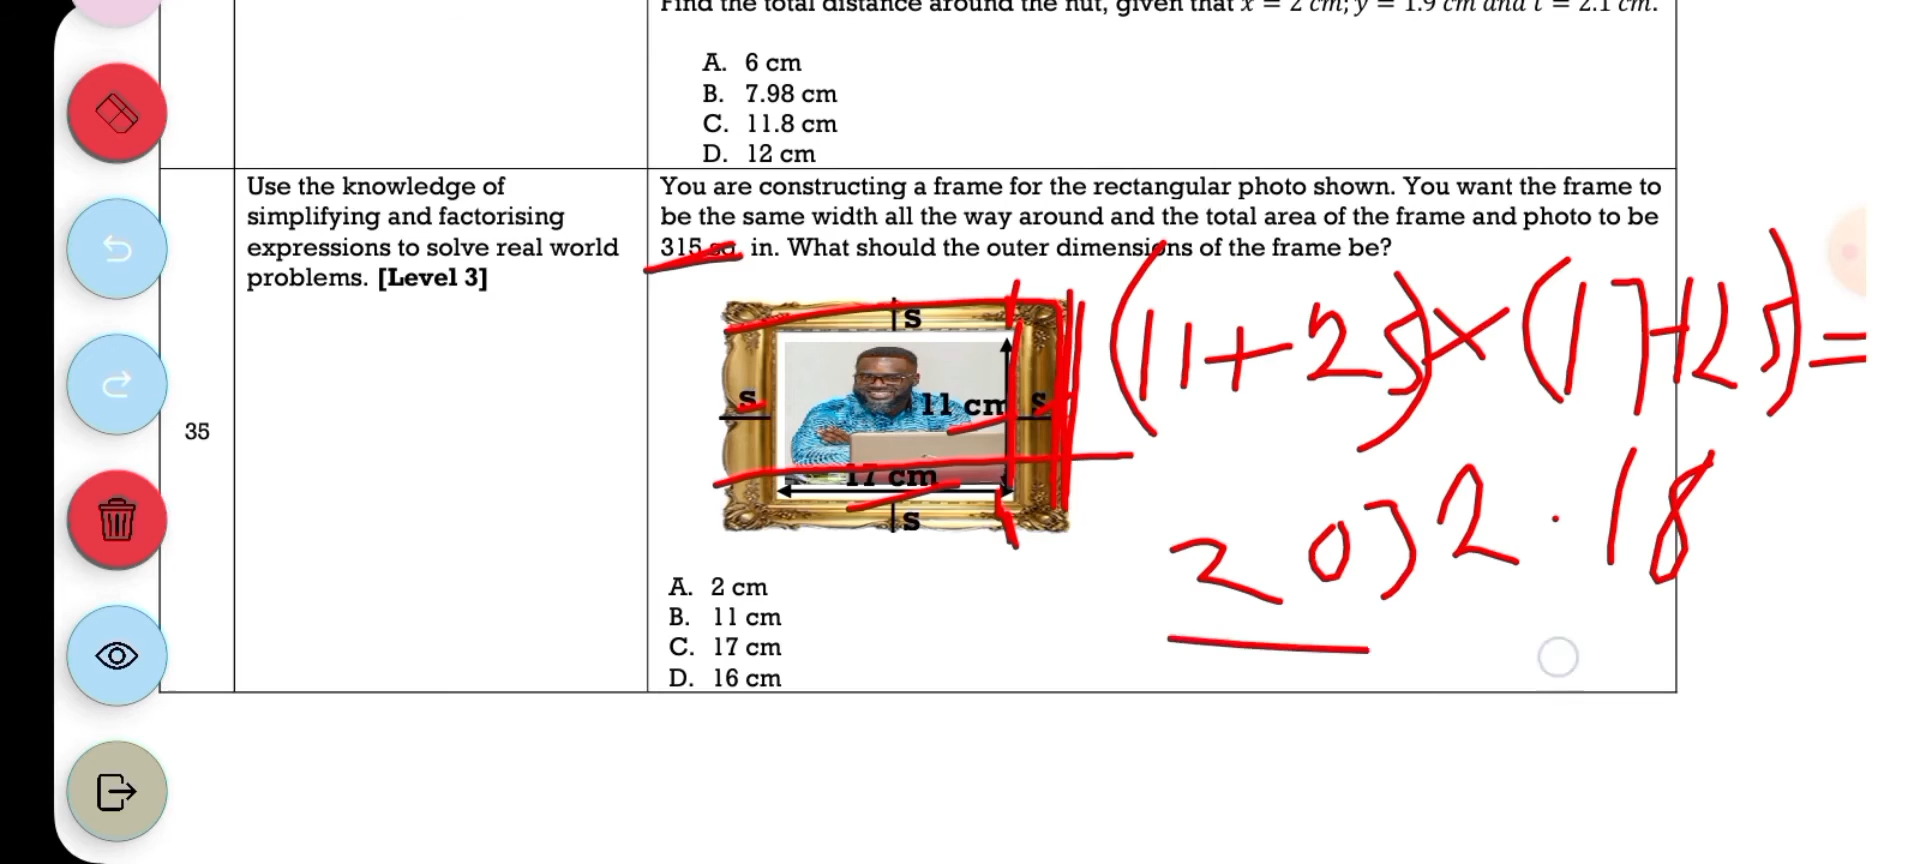 Find the total distance around the nut, given that x = 2 cm; y = 1.9 cm and t = 2.1 cm.
A. 6 cm
B. 7.98 cm
C. 11.8 cm
D. 12 cm
35
Use the knowledge of
simplifying and factorising
expressions to solve real world
problems. [Level 3]
You are constructing a frame for the rectangular photo shown. You want the frame to
be the same width all the way around and the total area of the frame and photo to be
315 sq. in. What should the outer dimensions of the frame be?
s
s
11 cm
s
17 cm
s
(11+2s)×(17+2s)=
2032.18
A. 2 cm
B. 11 cm
C. 17 cm
D. 16 cm